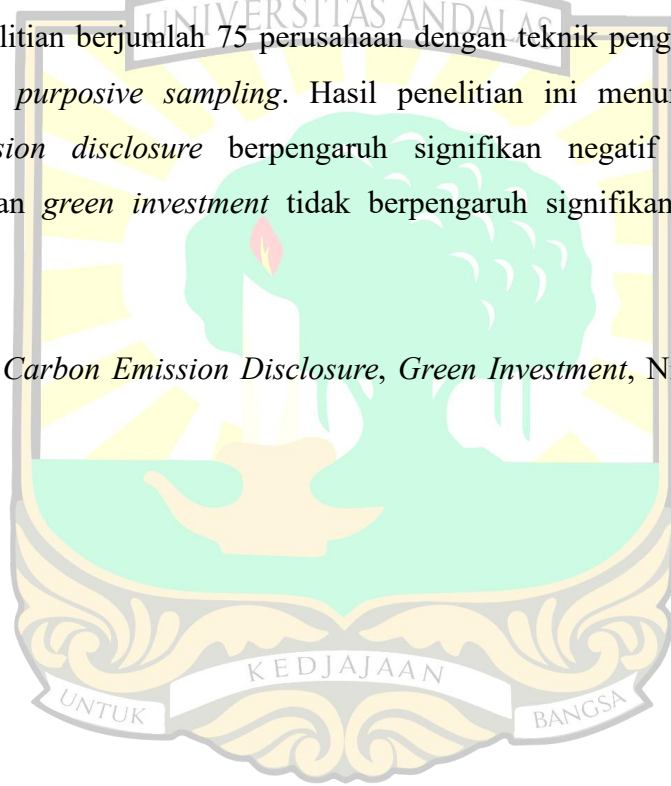 UNIVERSITAS ANDALAS
litian berjumlah 75 perusahaan dengan teknik peng
purposive sampling. Hasil penelitian ini menu
sion disclosure berpengaruh signifikan negatif
an green investment tidak berpengaruh signifikan
Carbon Emission Disclosure, Green Investment, N
KEDJAJAAN
UNTUK
BANGSA